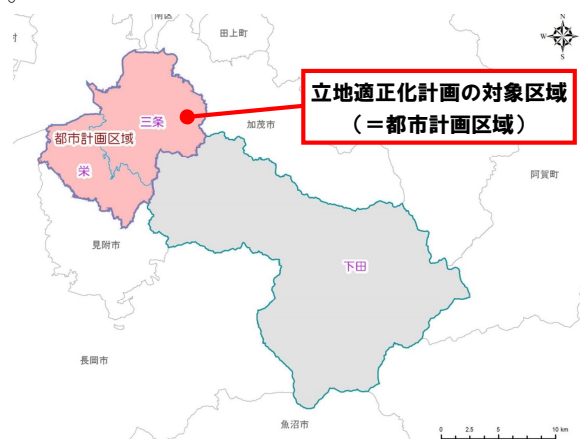 。
南区
田上町
N
W
E
S
立地適正化計画の対象区域
(=都市計画区域)
三条
加茂市
都市計画区域
栄
阿賀町
見附市
下田
長岡市
魚沼市
0 2.5 5 10 km